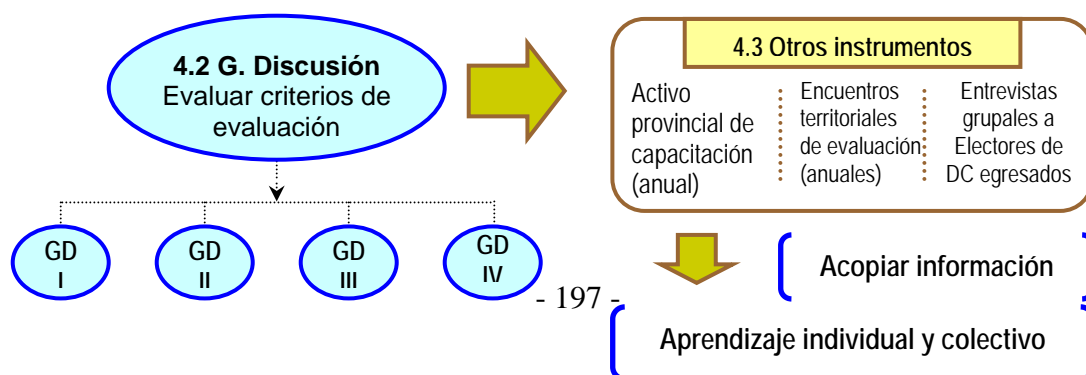 4.2 G. Discusión
Evaluar criterios de
evaluación
GD
I
GD
II
GD
III
GD
IV
4.3 Otros instrumentos
Activo
provincial de
capacitación
(anual)
Encuentros
territoriales
de evaluación
(anuales)
Entrevistas
grupales a
Electores de
DC egresados
Acopiar información
- 197 -
Aprendizaje individual y colectivo